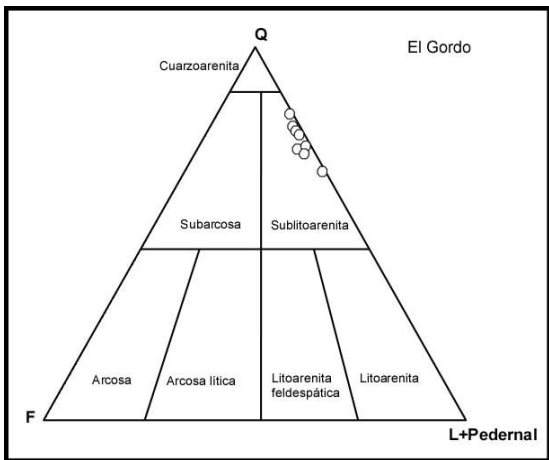 Q
El Gordo
Cuarzoarenita
Subarcosa
Sublitoarenita
Arcosa
Arcosa lítica
Litoarenita
feldespática
Litoarenita
F
L+Pedernal